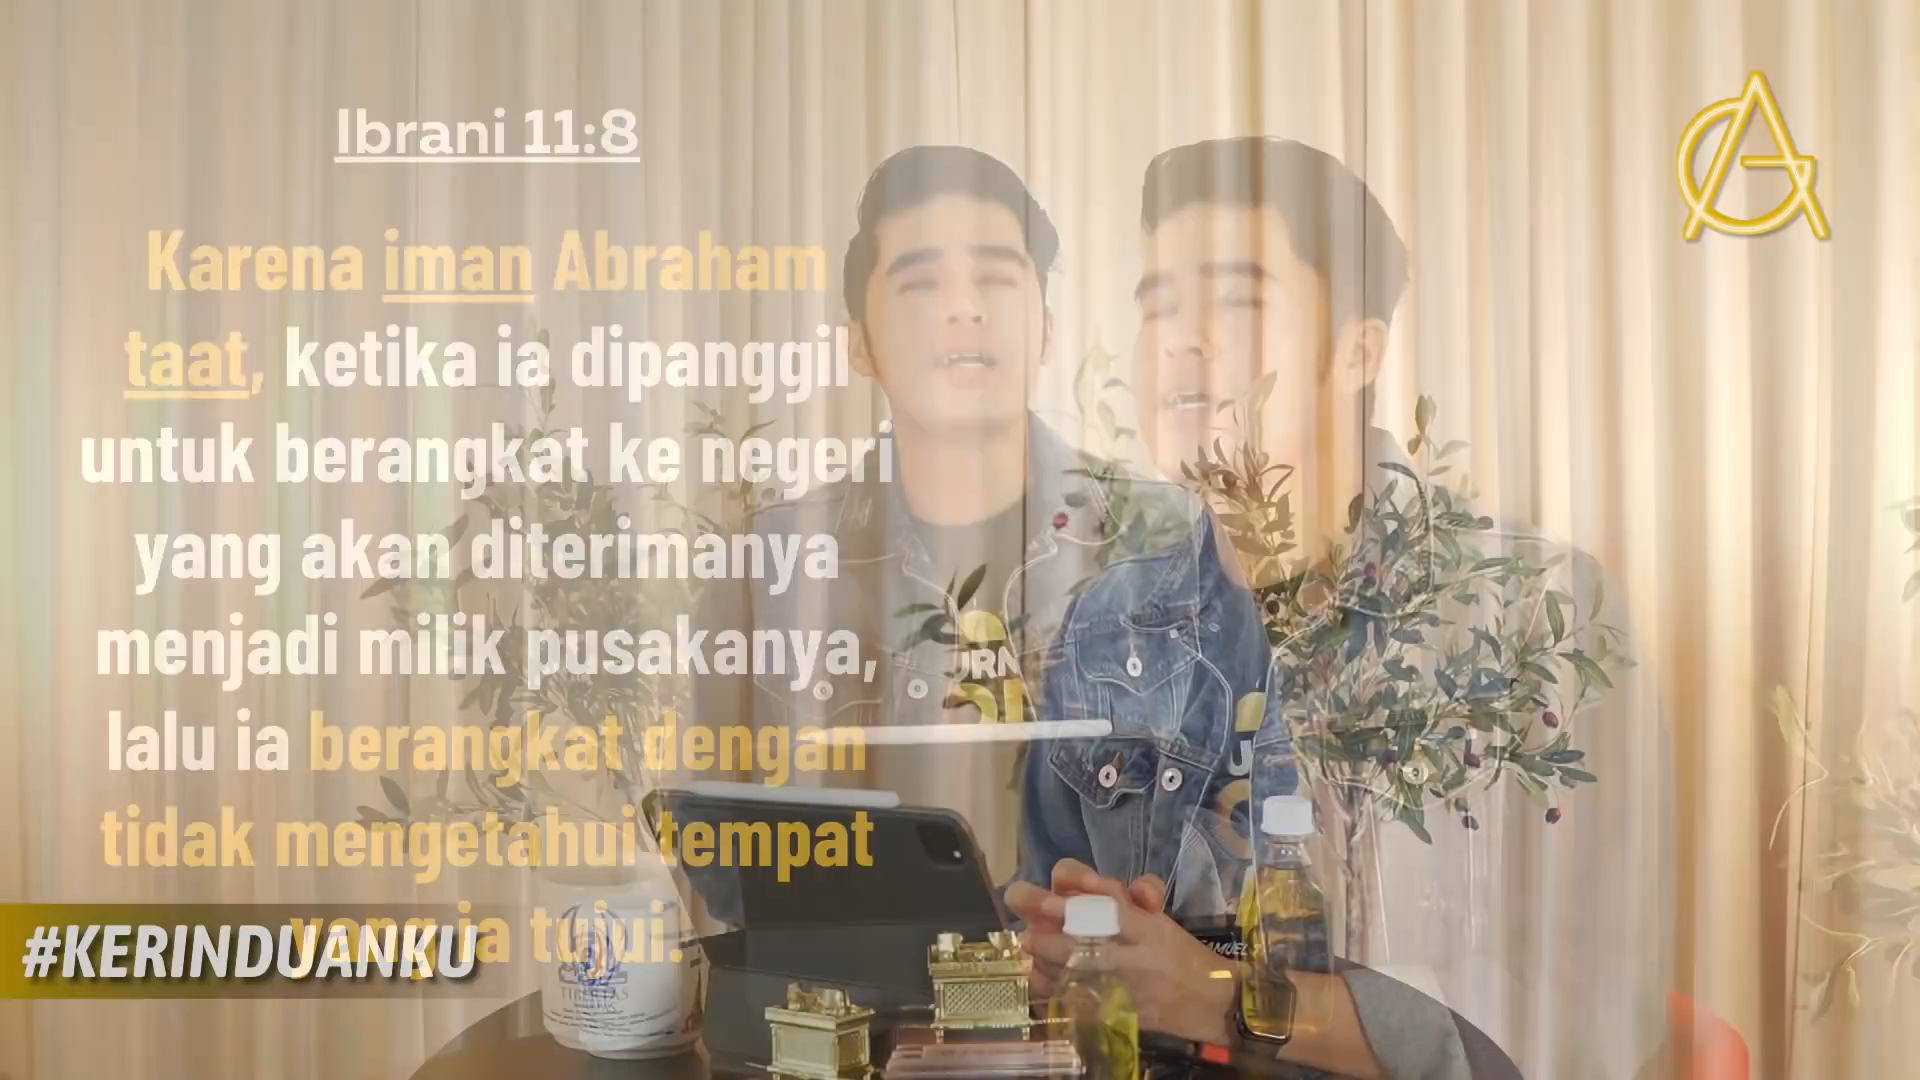 Ibrani 11:8
Karena iman Abraham
taat, ketika ia dipanggil
untuk berangkat ke negeri
yang akan diterimanya
menjadi milik pusakanya,
lalu ia berangkat dengan
tidak mengetahui tempat
yang ia tujui.
#KERINDUANKU